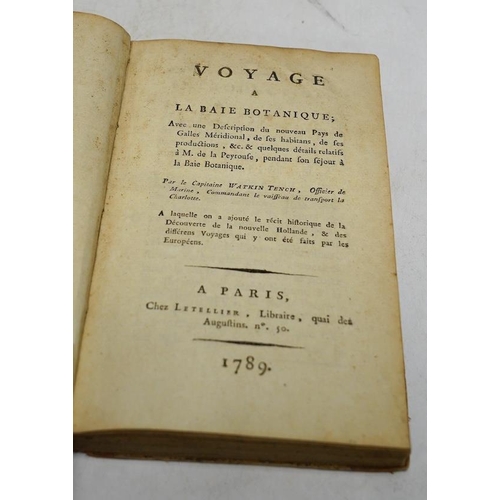 VOYAGE
A
LA BAIE BOTANIQUE;
Avec une Description du nouveau Pays de
Galles Méridional, de ses habitans, de ses
productions, &c. & quelques détails relatifs
à M. de la Peyrouse, pendant son séjour à
la Baie Botanique.
Par le Capitaine WATKIN TENCH, Officier de
Marine, Commandant le vaisseau de transport la
Charlotte.
A laquelle on a ajouté le récit historique de la
Découverte de la nouvelle Hollande, & des
différens Voyages qui y ont été faits par les
Européens.
A PARIS,
Chez LETELLIER, Libraire, quai des
Augustins. nº. 50.
1789.